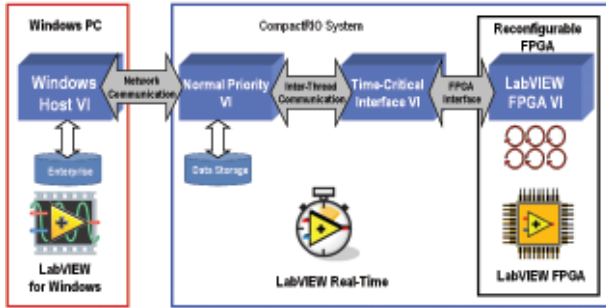 Windows PC
CompactRIO System
Reconfigurable
FPGA
Windows
Host VI
Network
Communication
Normal Priority
VI
Inter-Thread
Communication
Time-Critical
Interface VI
FPGA
Interface
LabVIEW
FPGA VI
Enterprise
Data Storage
LabVIEW
for Windows
LabVIEW Real-Time
LabVIEW FPGA